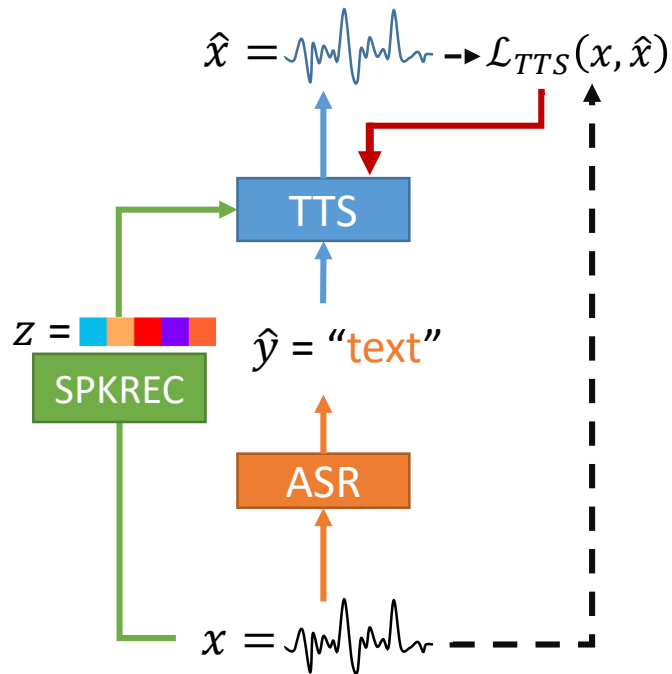 x̂ = ⇢ ℒ_TTS(x, x̂)
TTS
z =
SPKREC
ŷ = “text”
ASR
x =